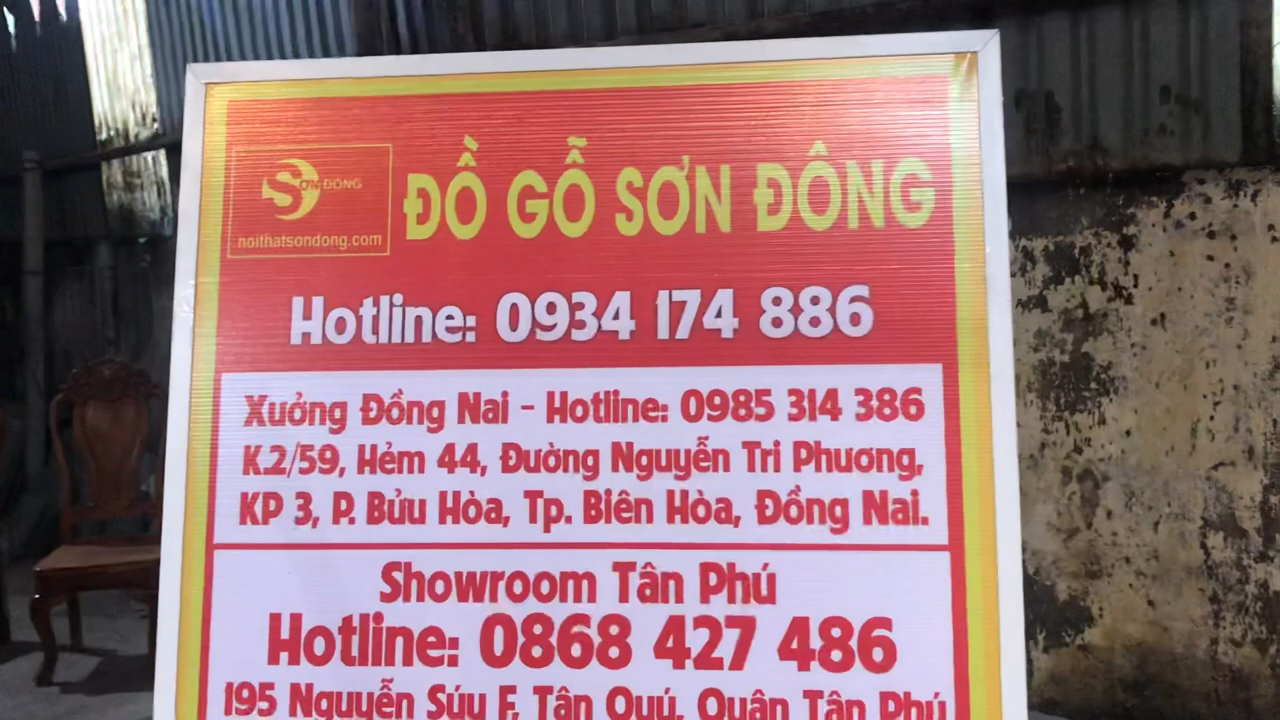 SƠN ĐÔNG
noithatsondong.com
ĐỒ GỖ SƠN ĐÔNG
Hotline: 0934 174 886
Xưởng Đồng Nai - Hotline: 0985 314 386
K.2/59, Hẻm 44, Đường Nguyễn Tri Phương,
KP 3, P. Bửu Hòa, Tp. Biên Hòa, Đồng Nai.
Showroom Tân Phú
Hotline: 0868 427 486
195 Nguyễn Súy F, Tân Quý, Quận Tân Phú